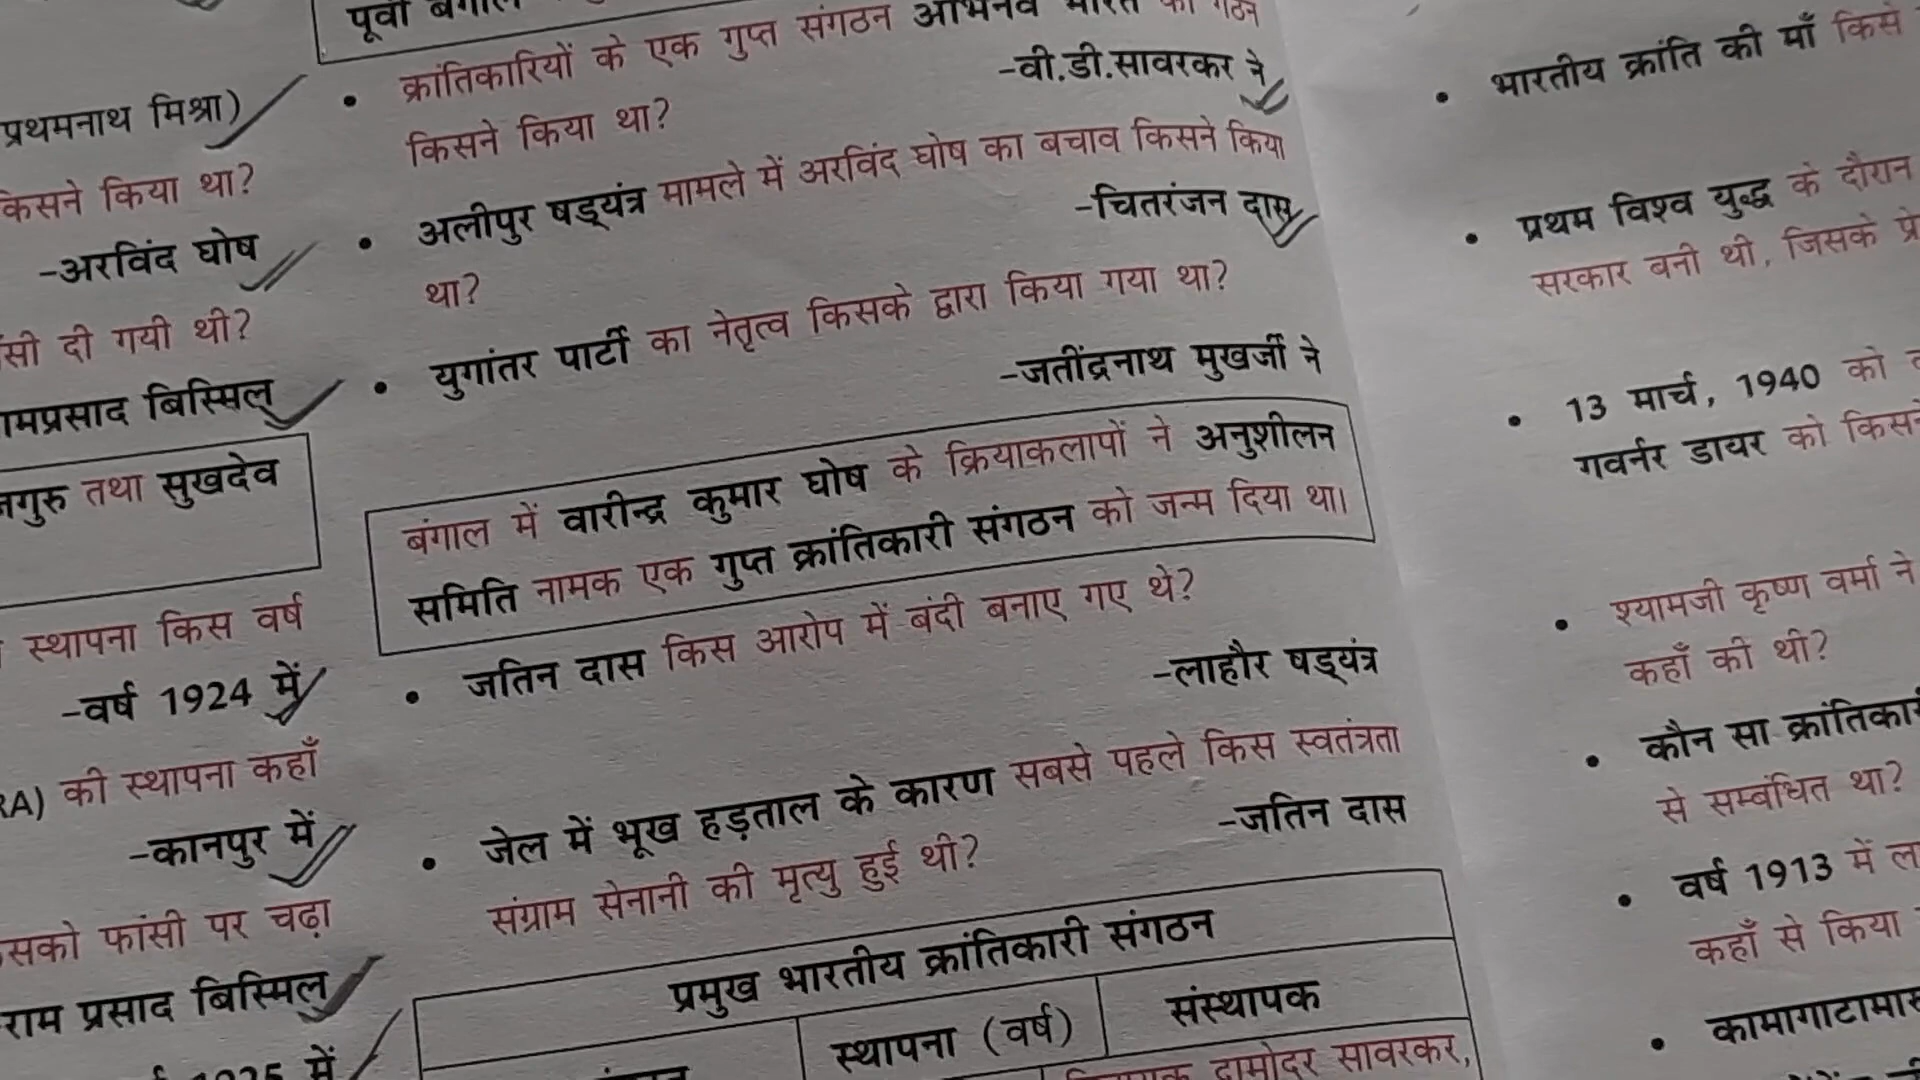 प्रथमनाथ मिश्रा)
किसने किया था?
-अरविंद घोष
सी दी गयी थी?
रामप्रसाद बिस्मिल
तथा सुखदेव
स्थापना किस वर्ष
-वर्ष 1924 में
RA) की स्थापना कहाँ
-कानपुर में
फांसी पर चढ़ा
राम प्रसाद बिस्मिल
में
पूर्वी बंगाल
• क्रांतिकारियों के एक गुप्त संगठन अभिनव भारत का गठन
किसने किया था?
-वी.डी.सावरकर ने
• अलीपुर षड्यंत्र मामले में अरविंद घोष का बचाव किसने किया
था?
-चितरंजन दास
• युगांतर पार्टी का नेतृत्व किसके द्वारा किया गया था?
-जतींद्रनाथ मुखर्जी ने
बंगाल में वारीन्द्र कुमार घोष के क्रियाकलापों ने अनुशीलन
समिति नामक एक गुप्त क्रांतिकारी संगठन को जन्म दिया था।
• जतिन दास किस आरोप में बंदी बनाए गए थे?
-लाहौर षड्यंत्र
• जेल में भूख हड़ताल के कारण सबसे पहले किस स्वतंत्रता
संग्राम सेनानी की मृत्यु हुई थी?
-जतिन दास
प्रमुख भारतीय क्रांतिकारी संगठन
स्थापना (वर्ष)
संस्थापक
दामोदर सावरकर,
• भारतीय क्रांति की माँ किसे
• प्रथम विश्व युद्ध के दौरान
सरकार बनी थी, जिसके
• 13 मार्च, 1940 को
गवर्नर डायर को किसने
• श्यामजी कृष्ण वर्मा ने
कहाँ की थी?
• कौन सा क्रांतिकारी
से सम्बंधित था?
• वर्ष 1913 में
कहाँ से किया
• कामागाटामारू